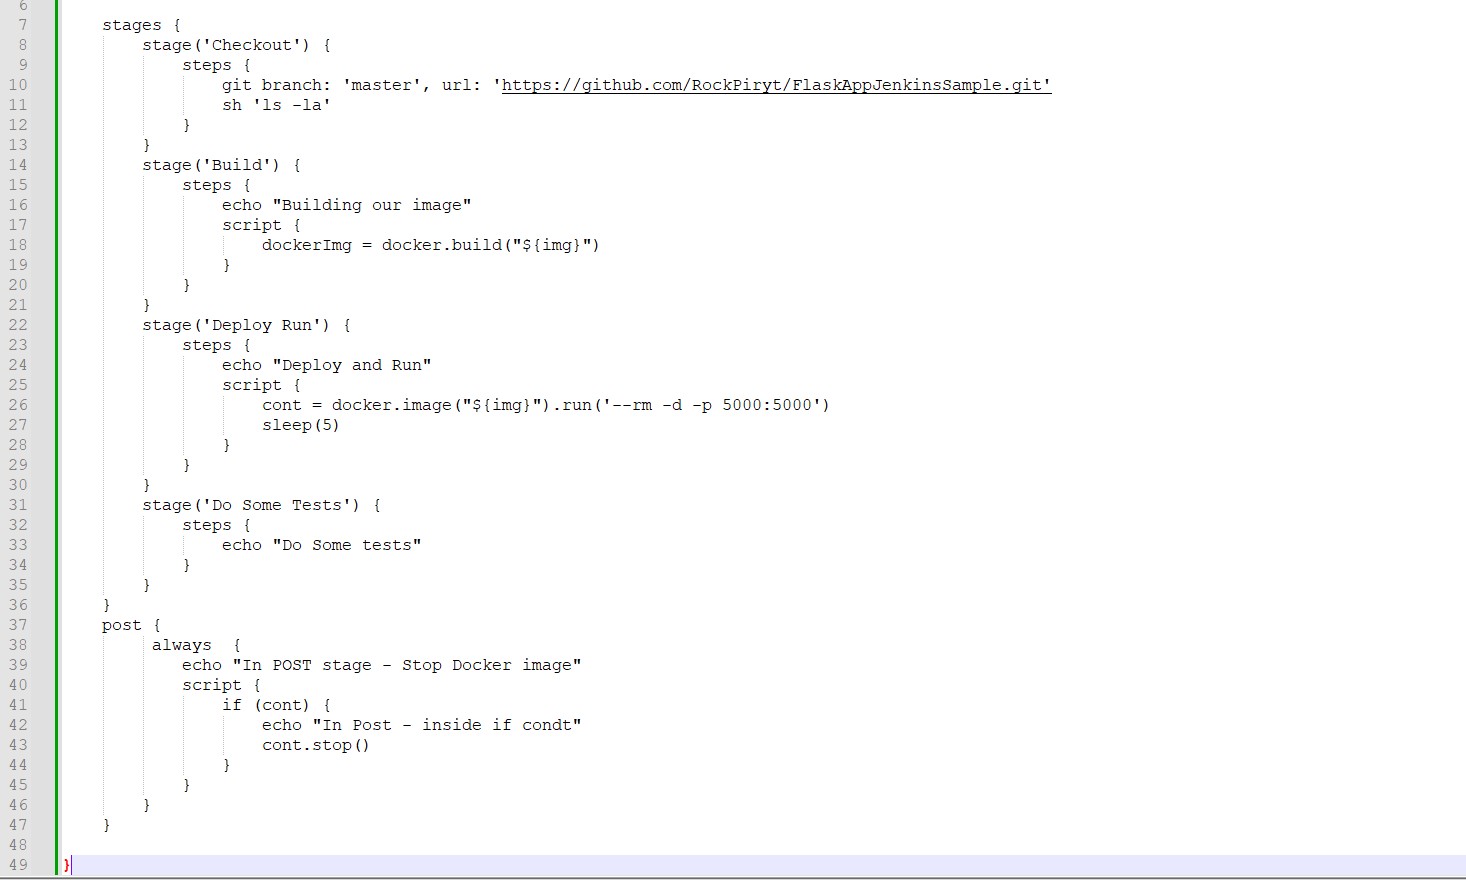 6
7 stages {
8 stage('Checkout') {
9 steps {
10 git branch: 'master', url: 'https://github.com/RockPiryt/FlaskAppJenkinsSample.git'
11 sh 'ls -la'
12 }
13 }
14 stage('Build') {
15 steps {
16 echo "Building our image"
17 script {
18 dockerImg = docker.build("${img}")
19 }
20 }
21 }
22 stage('Deploy Run') {
23 steps {
24 echo "Deploy and Run"
25 script {
26 cont = docker.image("${img}").run('--rm -d -p 5000:5000')
27 sleep(5)
28 }
29 }
30 }
31 stage('Do Some Tests') {
32 steps {
33 echo "Do Some tests"
34 }
35 }
36 }
37 post {
38 always  {
39 echo "In POST stage - Stop Docker image"
40 script {
41 if (cont) {
42 echo "In Post - inside if condt"
43 cont.stop()
44 }
45 }
46 }
47 }
48
49 }